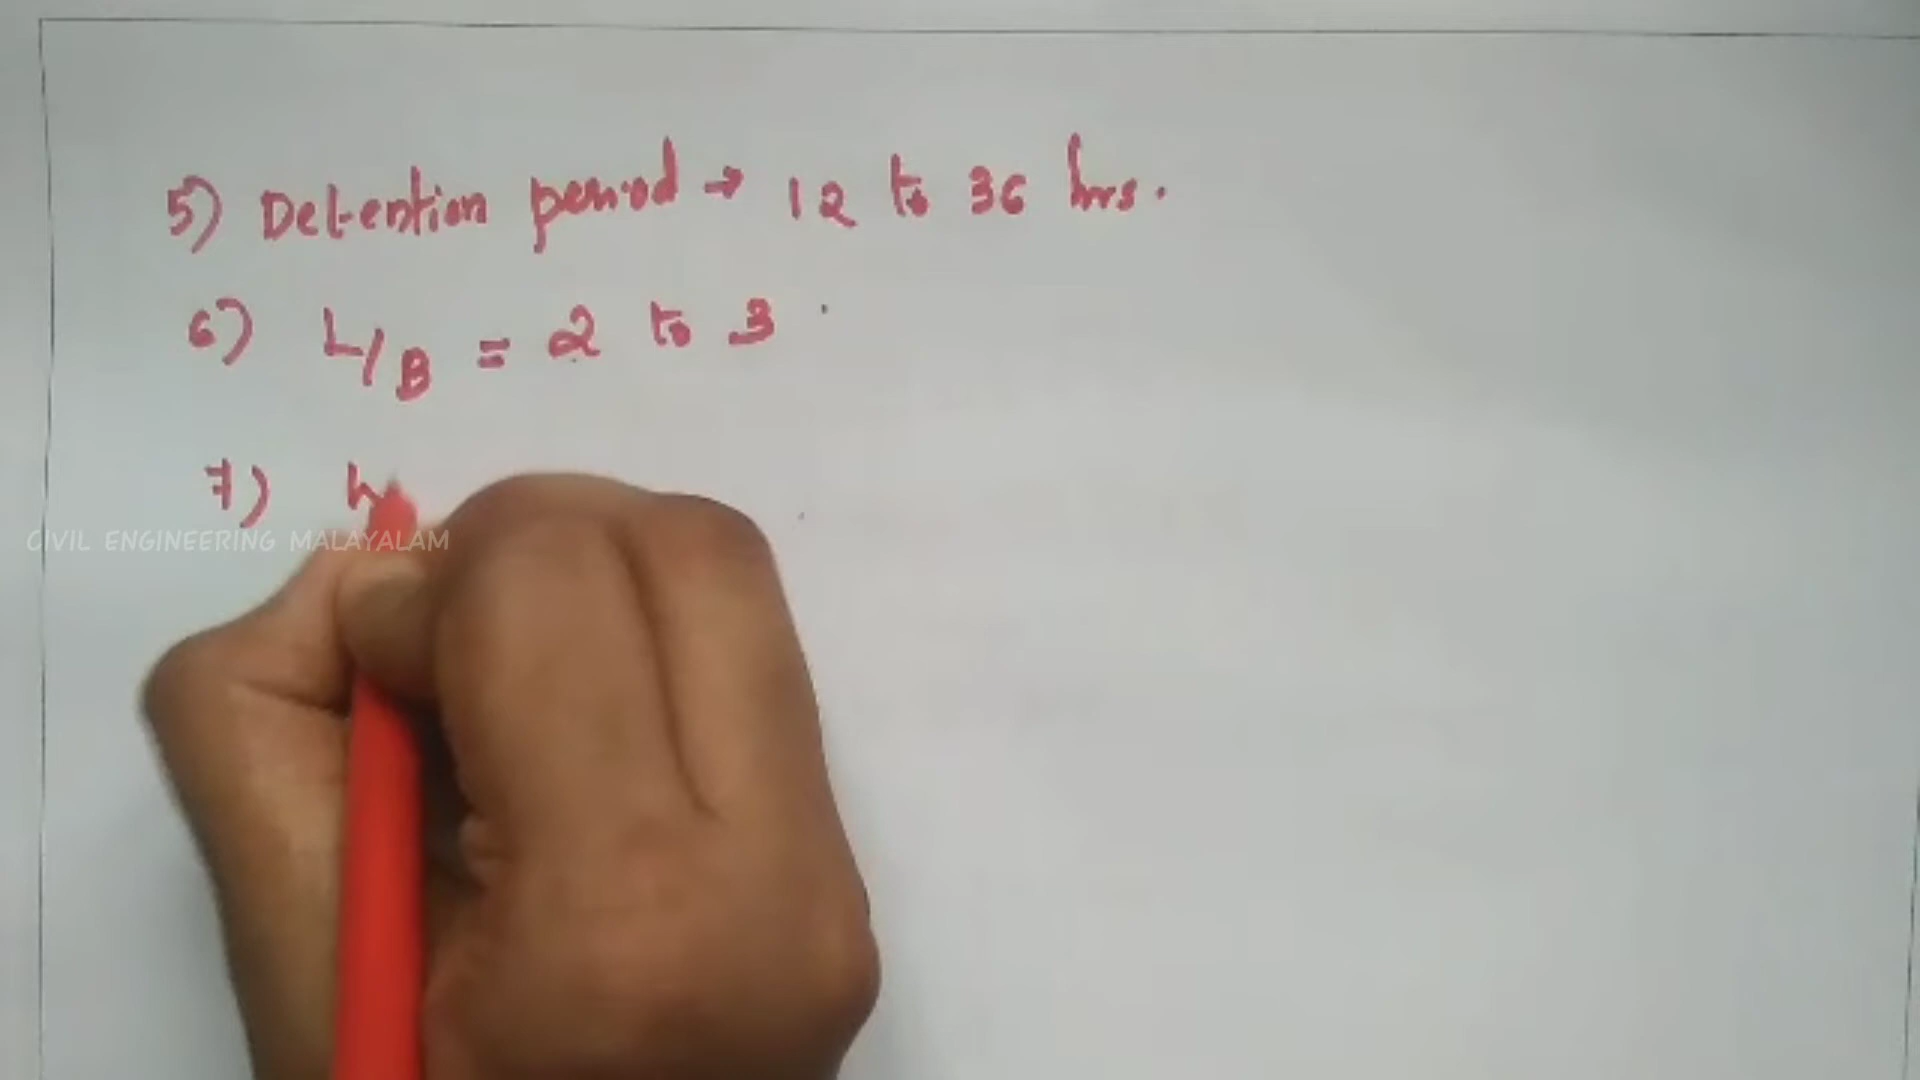 5) Detention period → 12 to 36 hrs.
6) L/B = 2 to 3
7)
CIVIL ENGINEERING MALAYALAM